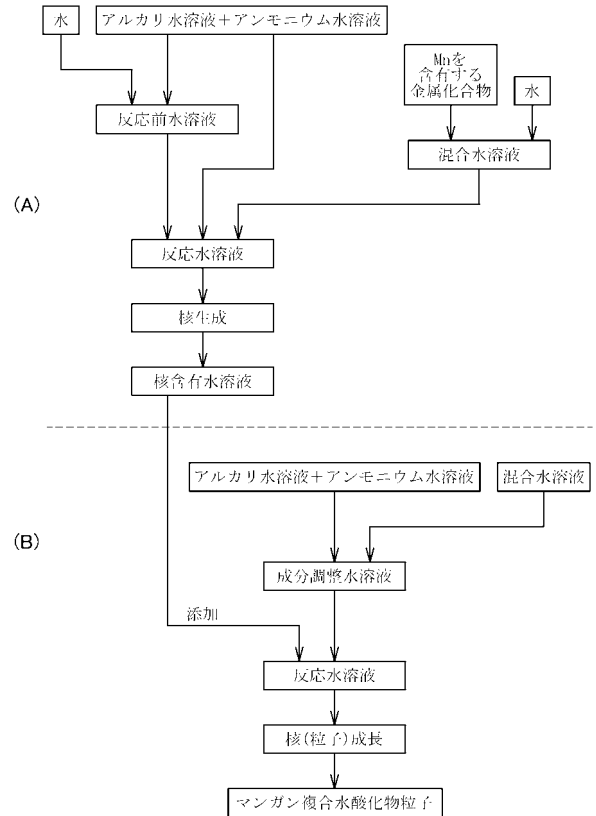 水
アルカリ水溶液+アンモニウム水溶液
Mnを
含有する
金属化合物
水
反応前水溶液
混合水溶液
(A)
反応水溶液
核生成
核含有水溶液
アルカリ水溶液+アンモニウム水溶液
混合水溶液
(B)
成分調整水溶液
添加
反応水溶液
核(粒子)成長
マンガン複合水酸化物粒子